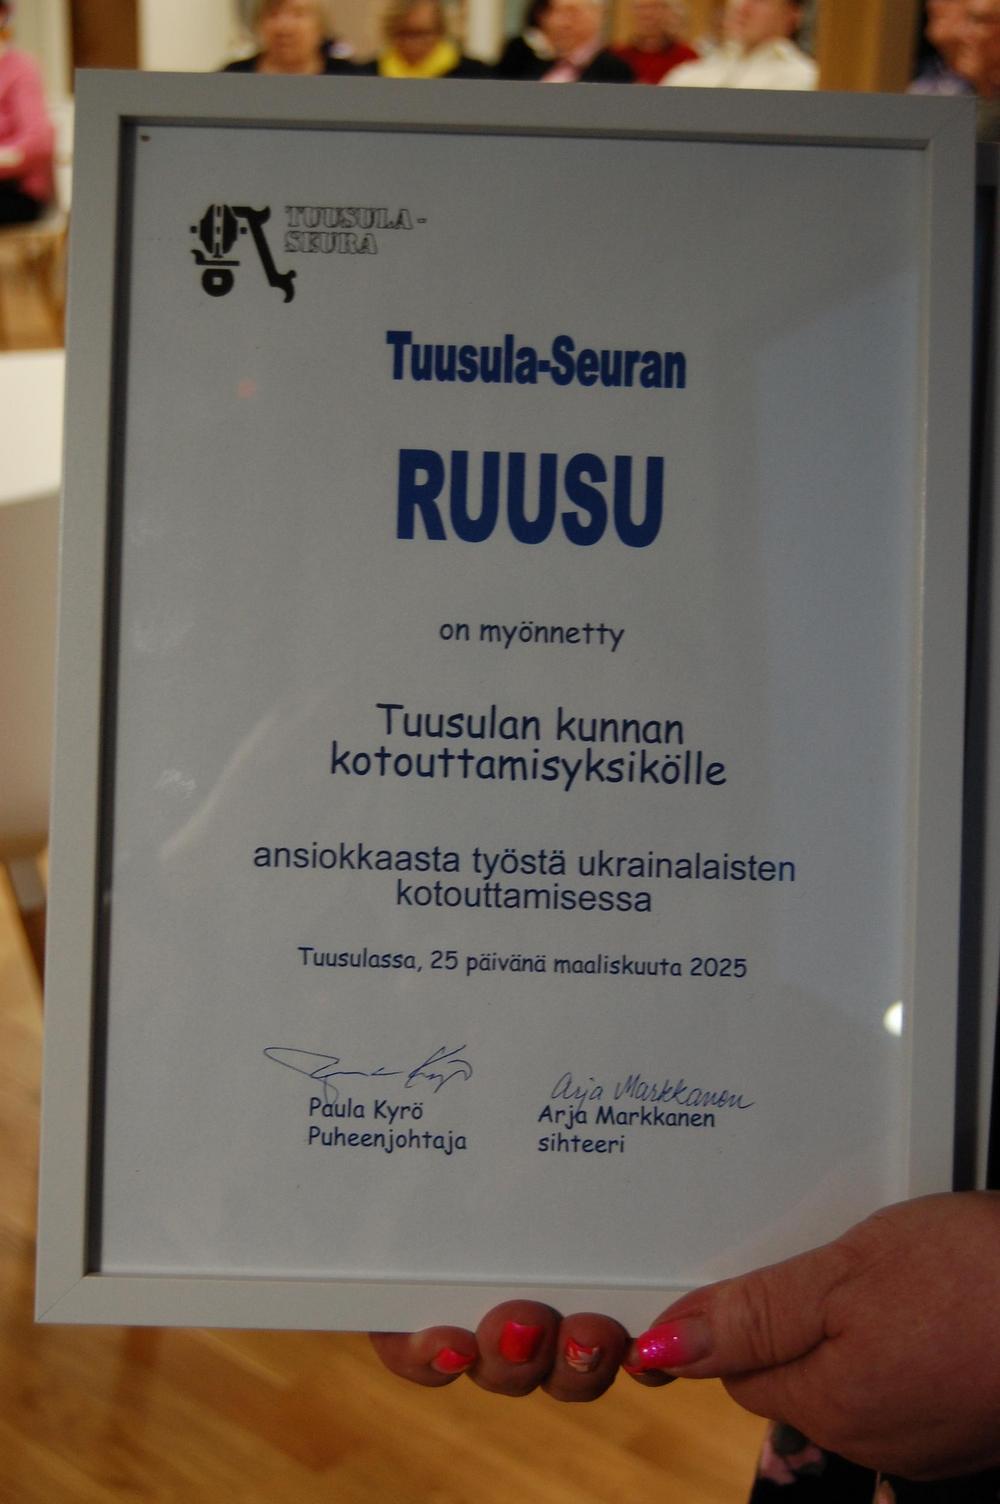 TUUSULA -
SEURA
Tuusula-Seuran
RUUSU
on myönnetty
Tuusulan kunnan
kotouttamisyksikölle
ansiokkaasta työstä ukrainalaisten
kotouttamisessa
Tuusulassa, 25 päivänä maaliskuuta 2025
Arja Markkanen
Paula Kyrö
Puheenjohtaja
Arja Markkanen
sihteeri